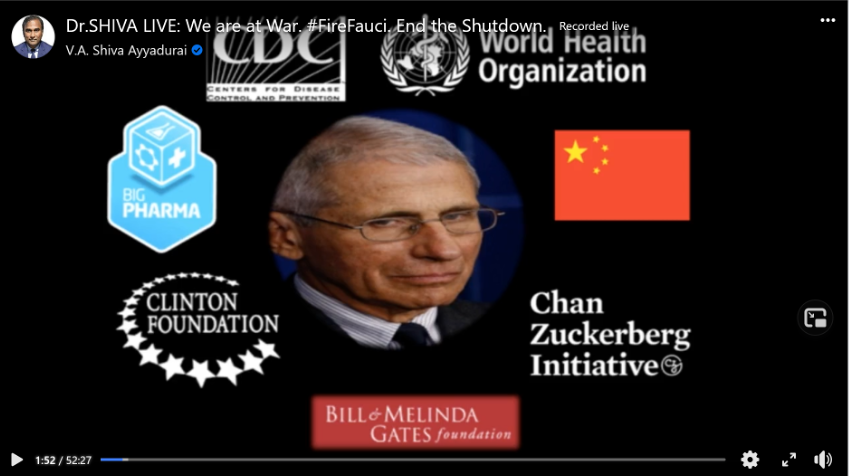 Dr.SHIVA LIVE: We are at War. #FireFauci. End the Shutdown. Recorded live
V.A. Shiva Ayyadurai
CDC
CENTERS FOR DISEASE
CONTROL AND PREVENTION
World Health
Organization
BIG
PHARMA
CLINTON
FOUNDATION
Chan
Zuckerberg
Initiative
BILL & MELINDA
GATES foundation
1:52 / 52:27